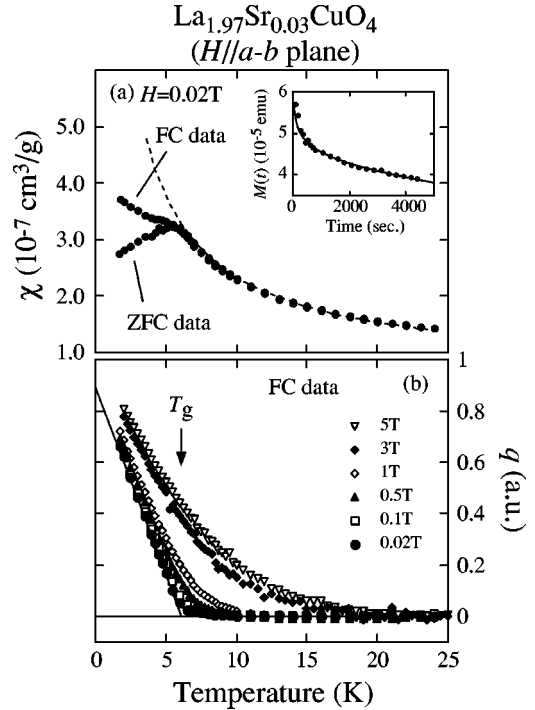 La1.97Sr0.03CuO4
(H//a-b plane)
(a) H=0.02T
FC data
ZFC data
χ (10-7 cm3/g)
5.0
4.0
3.0
2.0
1.0
M(t) (10-5 emu)
6
5
4
0 2000 4000
Time (sec.)
(b)
FC data
Tg
5T
3T
1T
0.5T
0.1T
0.02T
1
0.8
0.6
0.4
0.2
0
q (a.u.)
0 5 10 15 20 25
Temperature (K)